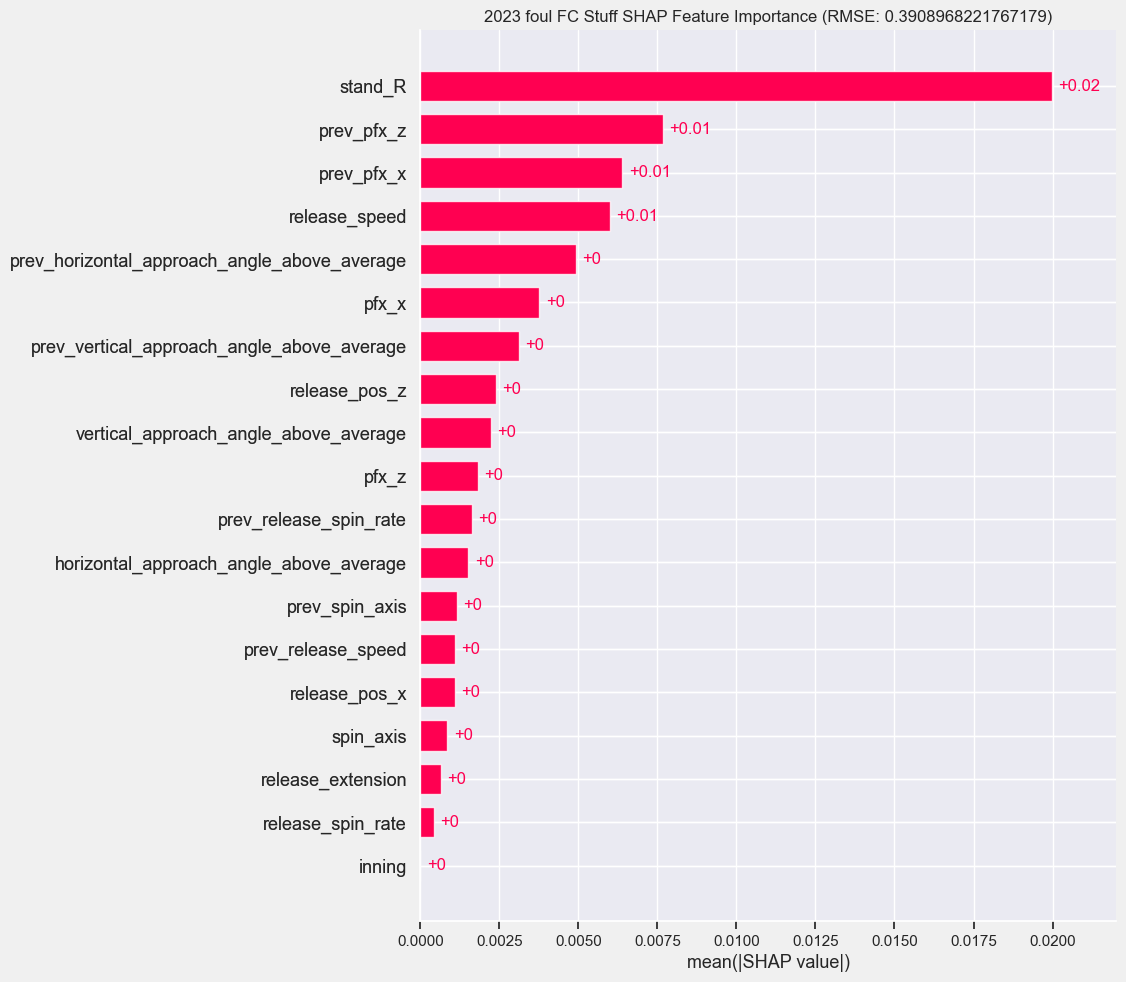 2023 foul FC Stuff SHAP Feature Importance (RMSE: 0.3908968221767179)
stand_R +0.02
prev_pfx_z +0.01
prev_pfx_x +0.01
release_speed +0.01
prev_horizontal_approach_angle_above_average +0
pfx_x +0
prev_vertical_approach_angle_above_average +0
release_pos_z +0
vertical_approach_angle_above_average +0
pfx_z +0
prev_release_spin_rate +0
horizontal_approach_angle_above_average +0
prev_spin_axis +0
prev_release_speed +0
release_pos_x +0
spin_axis +0
release_extension +0
release_spin_rate +0
inning +0
0.0000 0.0025 0.0050 0.0075 0.0100 0.0125 0.0150 0.0175 0.0200
mean(|SHAP value|)